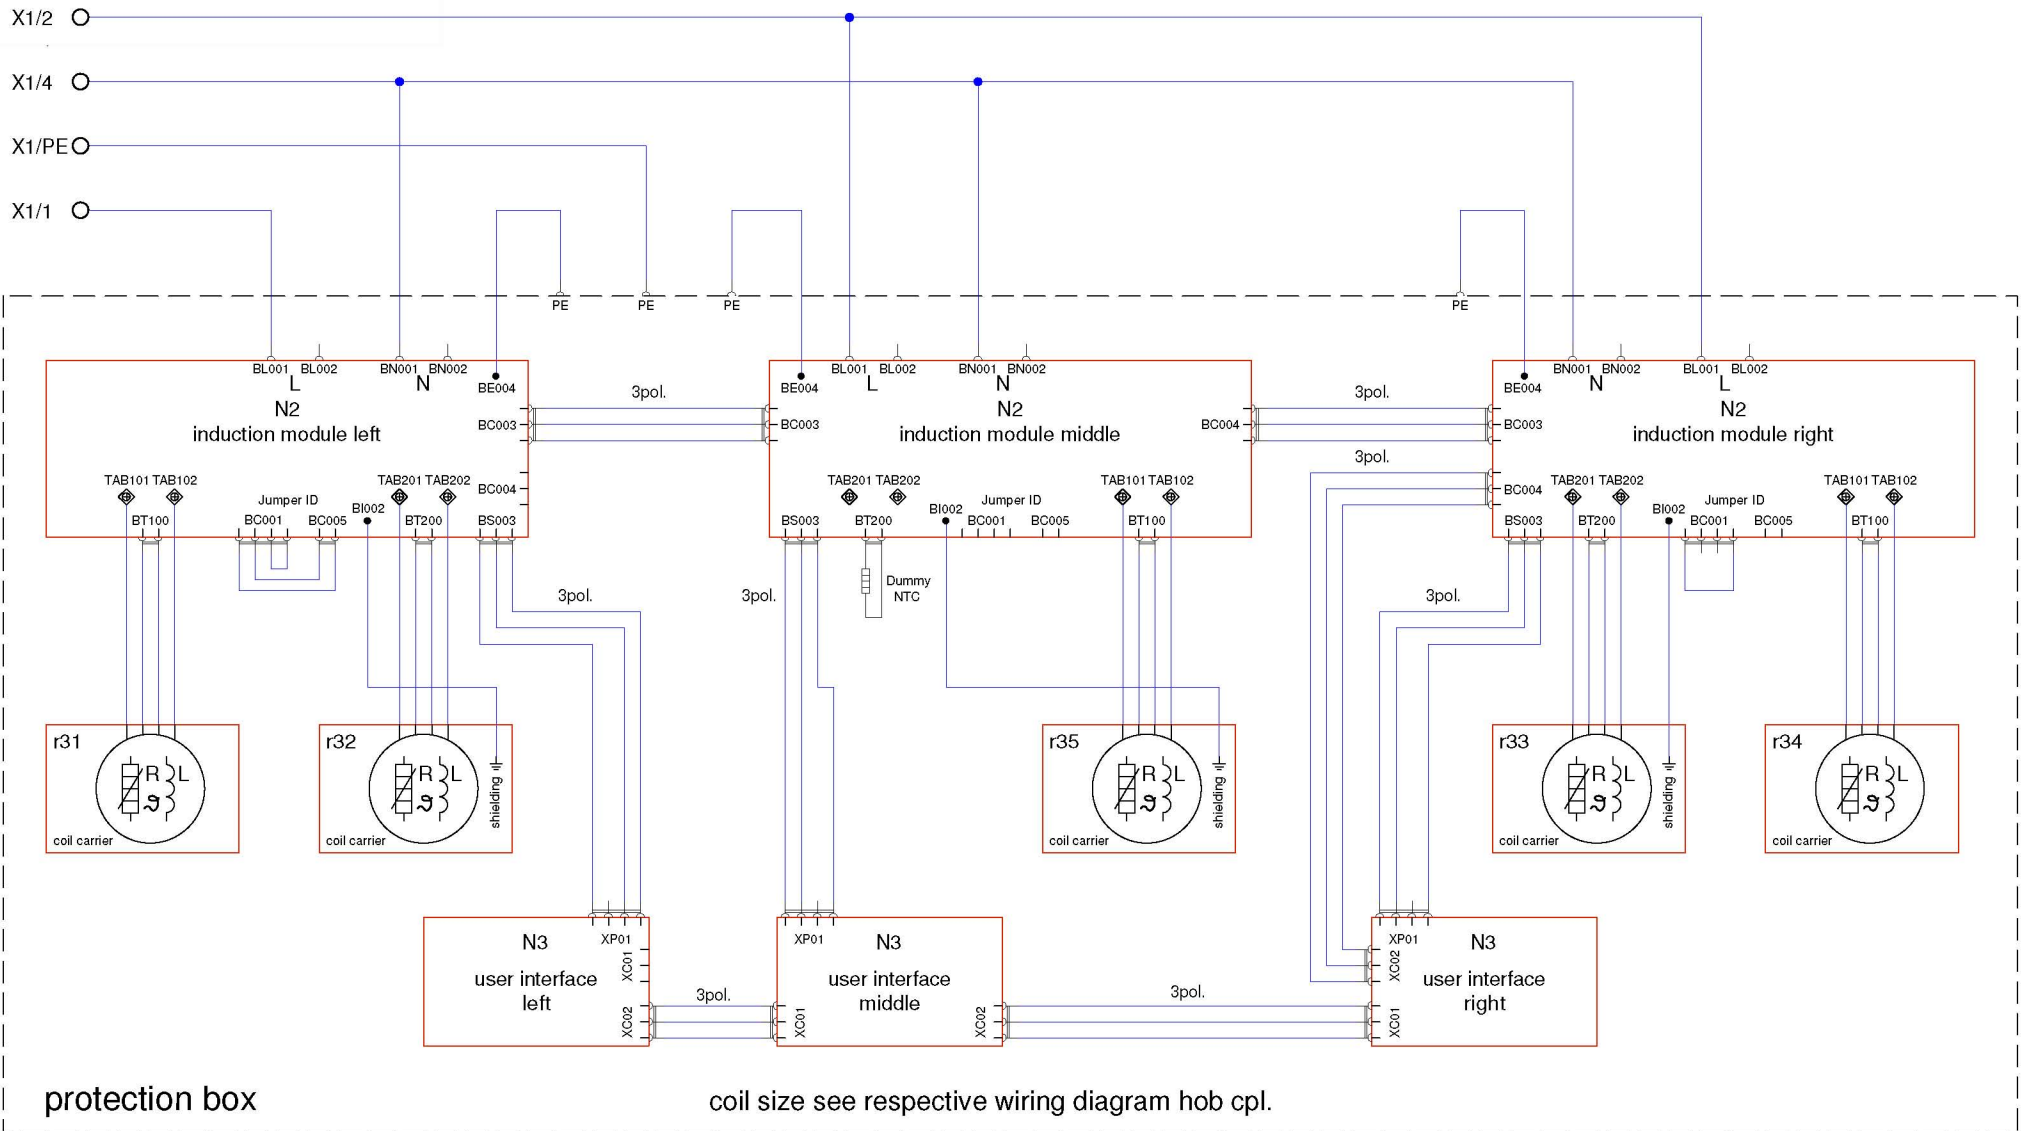 X1/2
X1/4
X1/PE
X1/1
PE PE PE PE
BL001 BL002 BN001 BN002
L N
BE004
N2
induction module left
BC003
BC004
TAB101 TAB102
BT100
Jumper ID
BC001 BC005
BI002
TAB201 TAB202
BT200
BS003
3pol.
BL001 BL002 BN001 BN002
BE004
L N
N2
induction module middle
BC003
BC004
TAB201 TAB202
BS003
BT200
BI002
Jumper ID
BC001 BC005
TAB101 TAB102
BT100
3pol.
3pol.
BN001 BN002 BL001 BL002
BE004
N L
N2
induction module right
BC003
BC004
TAB201 TAB202
BS003
BT200
BI002
Jumper ID
BC001 BC005
TAB101 TAB102
BT100
3pol.
3pol.
Dummy
NTC
3pol.
r31
R L
ϑ
coil carrier
r32
R L
ϑ
coil carrier
shielding
r35
R L
ϑ
coil carrier
shielding
r33
R L
ϑ
coil carrier
shielding
r34
R L
ϑ
coil carrier
N3
XP01
XC01
user interface
left
XC02
3pol.
XP01
N3
user interface
middle
XC01
XC02
3pol.
XP01
N3
XC02
user interface
right
XC01
protection box
coil size see respective wiring diagram hob cpl.